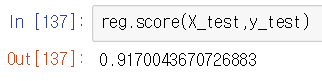 In [137]: reg.score(X_test,y_test)
Out[137]: 0.9170043670726883